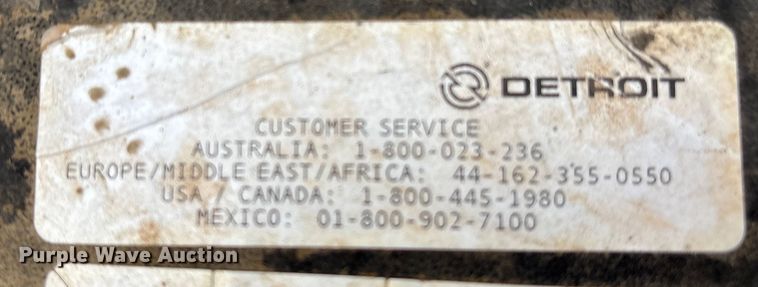 DETROIT
CUSTOMER SERVICE
AUSTRALIA: 1-800-023-236
EUROPE/MIDDLE EAST/AFRICA: 44-162-355-0550
USA / CANADA: 1-800-445-1980
MEXICO: 01-800-902-7100
Purple Wave Auction